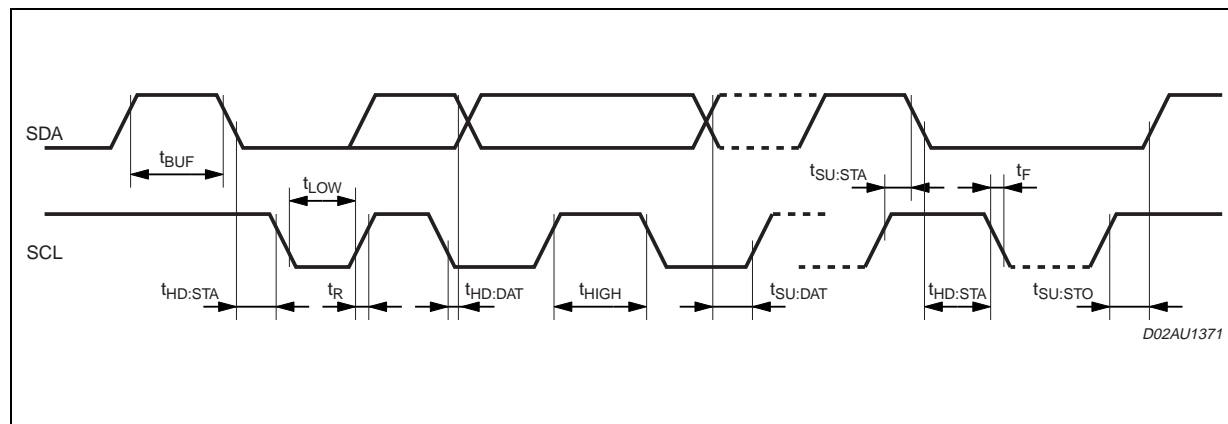 SDA
tBUF
tLOW
tSU:STA
tF
SCL
tHD:STA
tR
tHD:DAT
tHIGH
tSU:DAT
tHD:STA
tSU:STO
D02AU1371